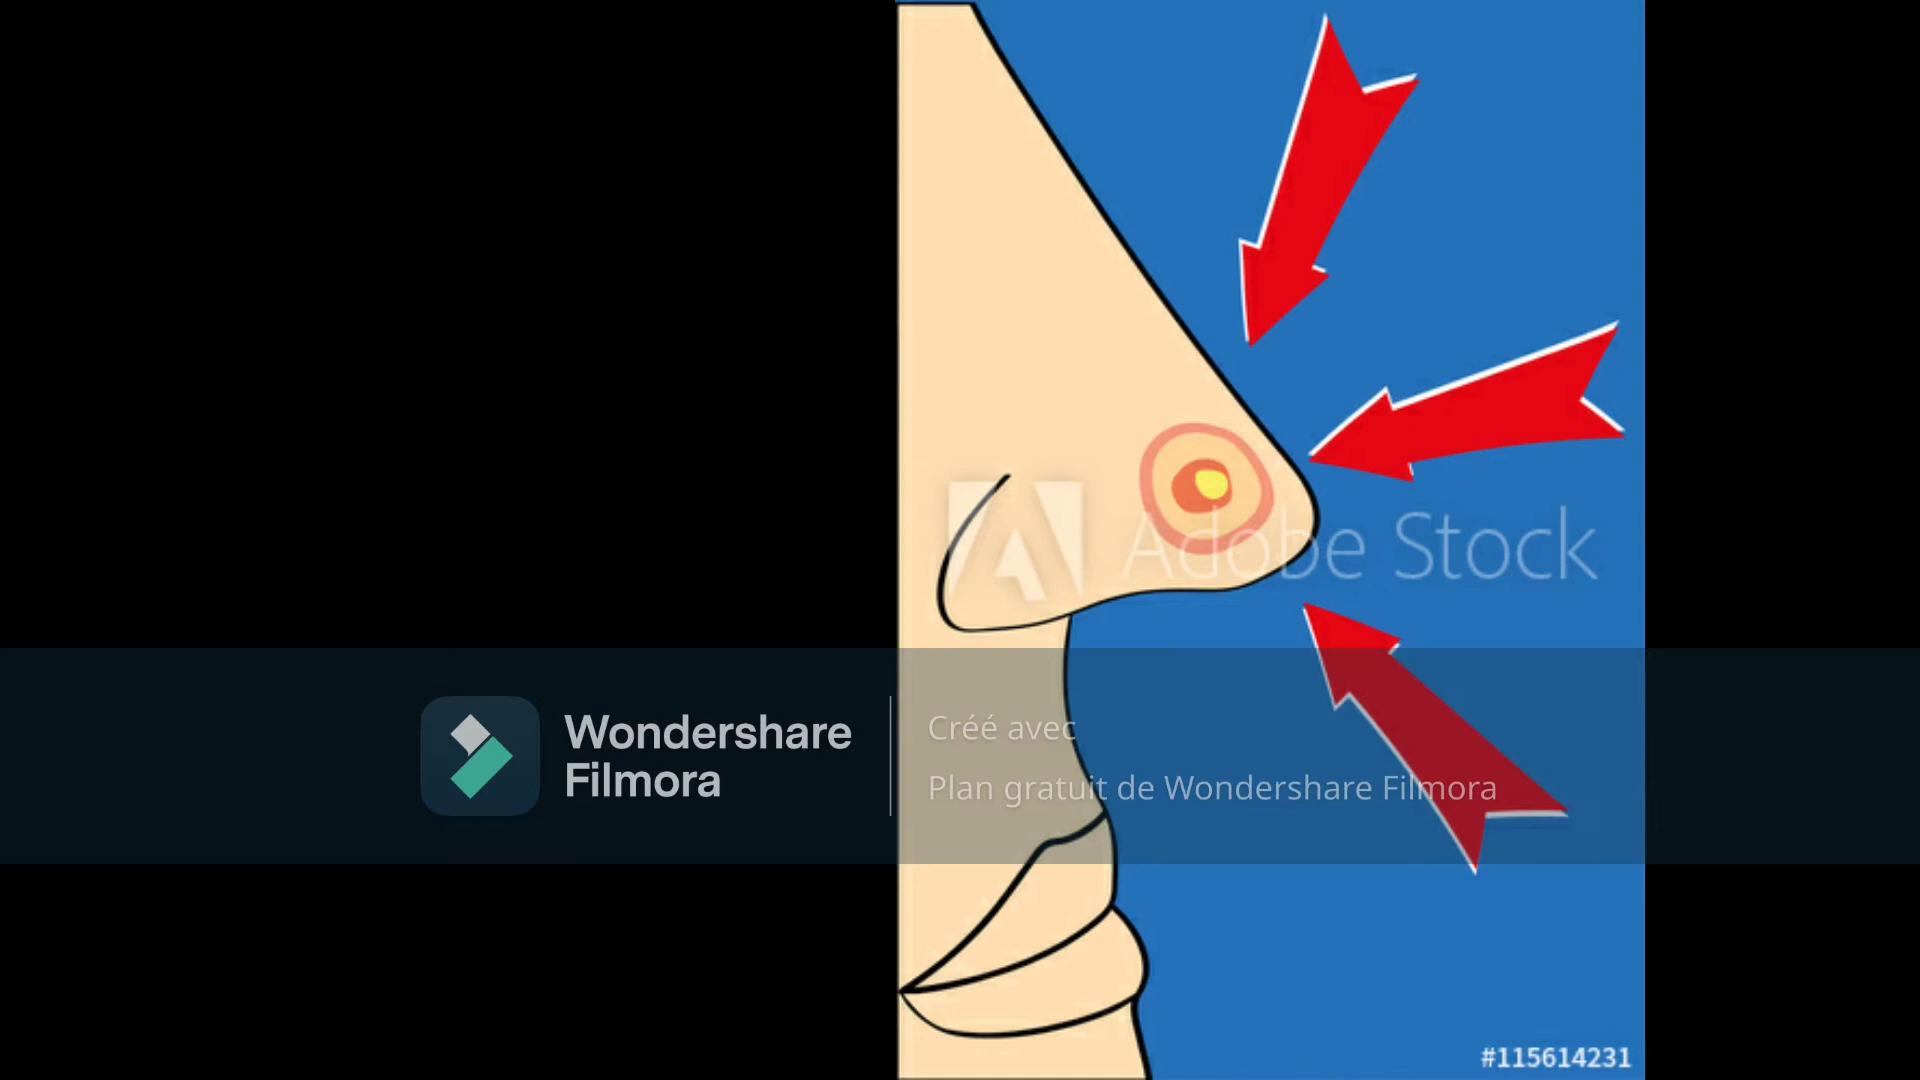 Adobe Stock
Wondershare
Filmora
Créé avec
Plan gratuit de Wondershare Filmora
#115614231